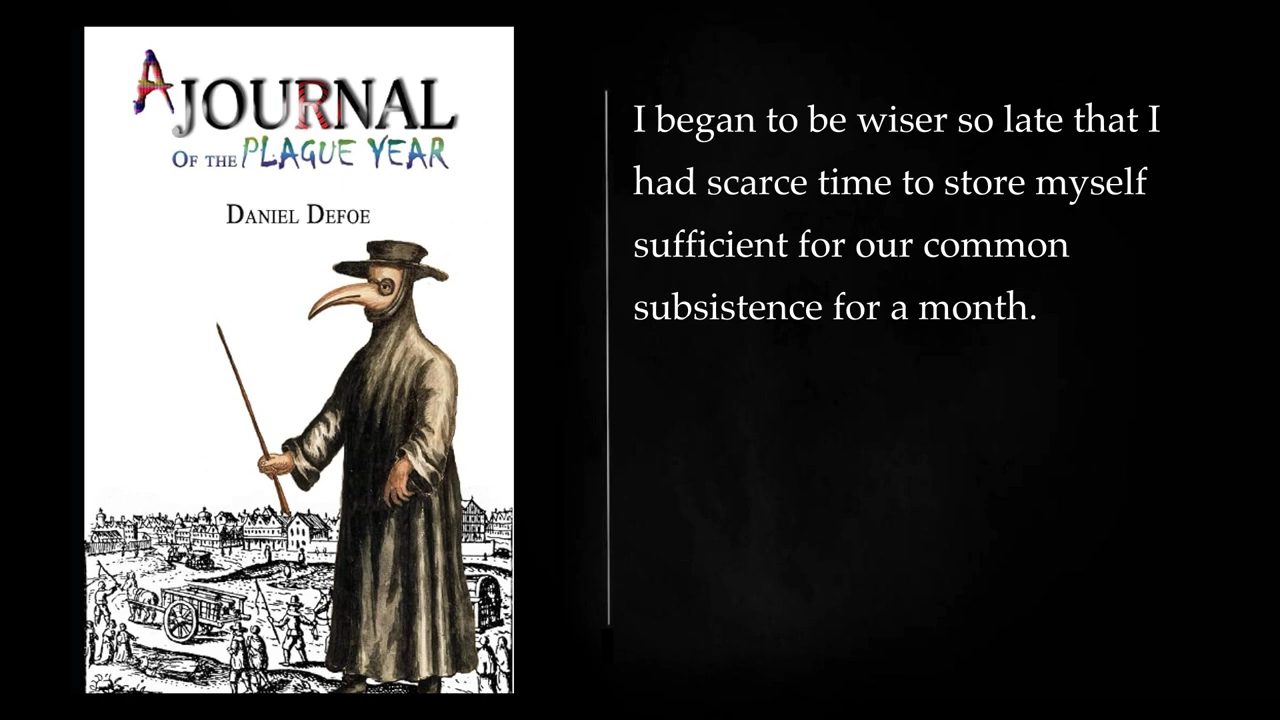 A JOURNAL
OF THE PLAGUE YEAR
DANIEL DEFOE
I began to be wiser so late that I
had scarce time to store myself
sufficient for our common
subsistence for a month.